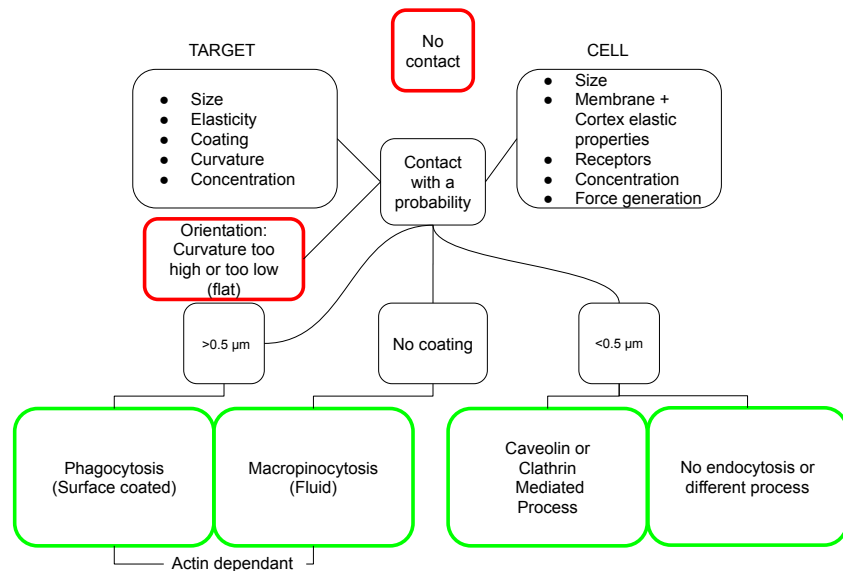 TARGET
No
contact
CELL
● Size
● Elasticity
● Coating
● Curvature
● Concentration
Contact
with a
probability
● Size
● Membrane +
Cortex elastic
properties
● Receptors
● Concentration
● Force generation
Orientation:
Curvature too
high or too low
(flat)
>0.5 μm
No coating
<0.5 μm
Phagocytosis
(Surface coated)
Macropinocytosis
(Fluid)
Caveolin or
Clathrin
Mediated
Process
No endocytosis or
different process
Actin dependant